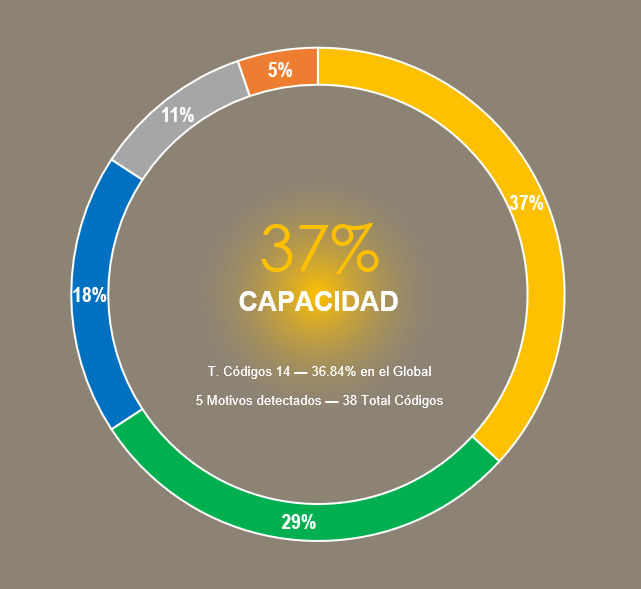 5%
11%
37%
37%
CAPACIDAD
18%
T. Códigos 14 — 36.84% en el Global
5 Motivos detectados — 38 Total Códigos
29%